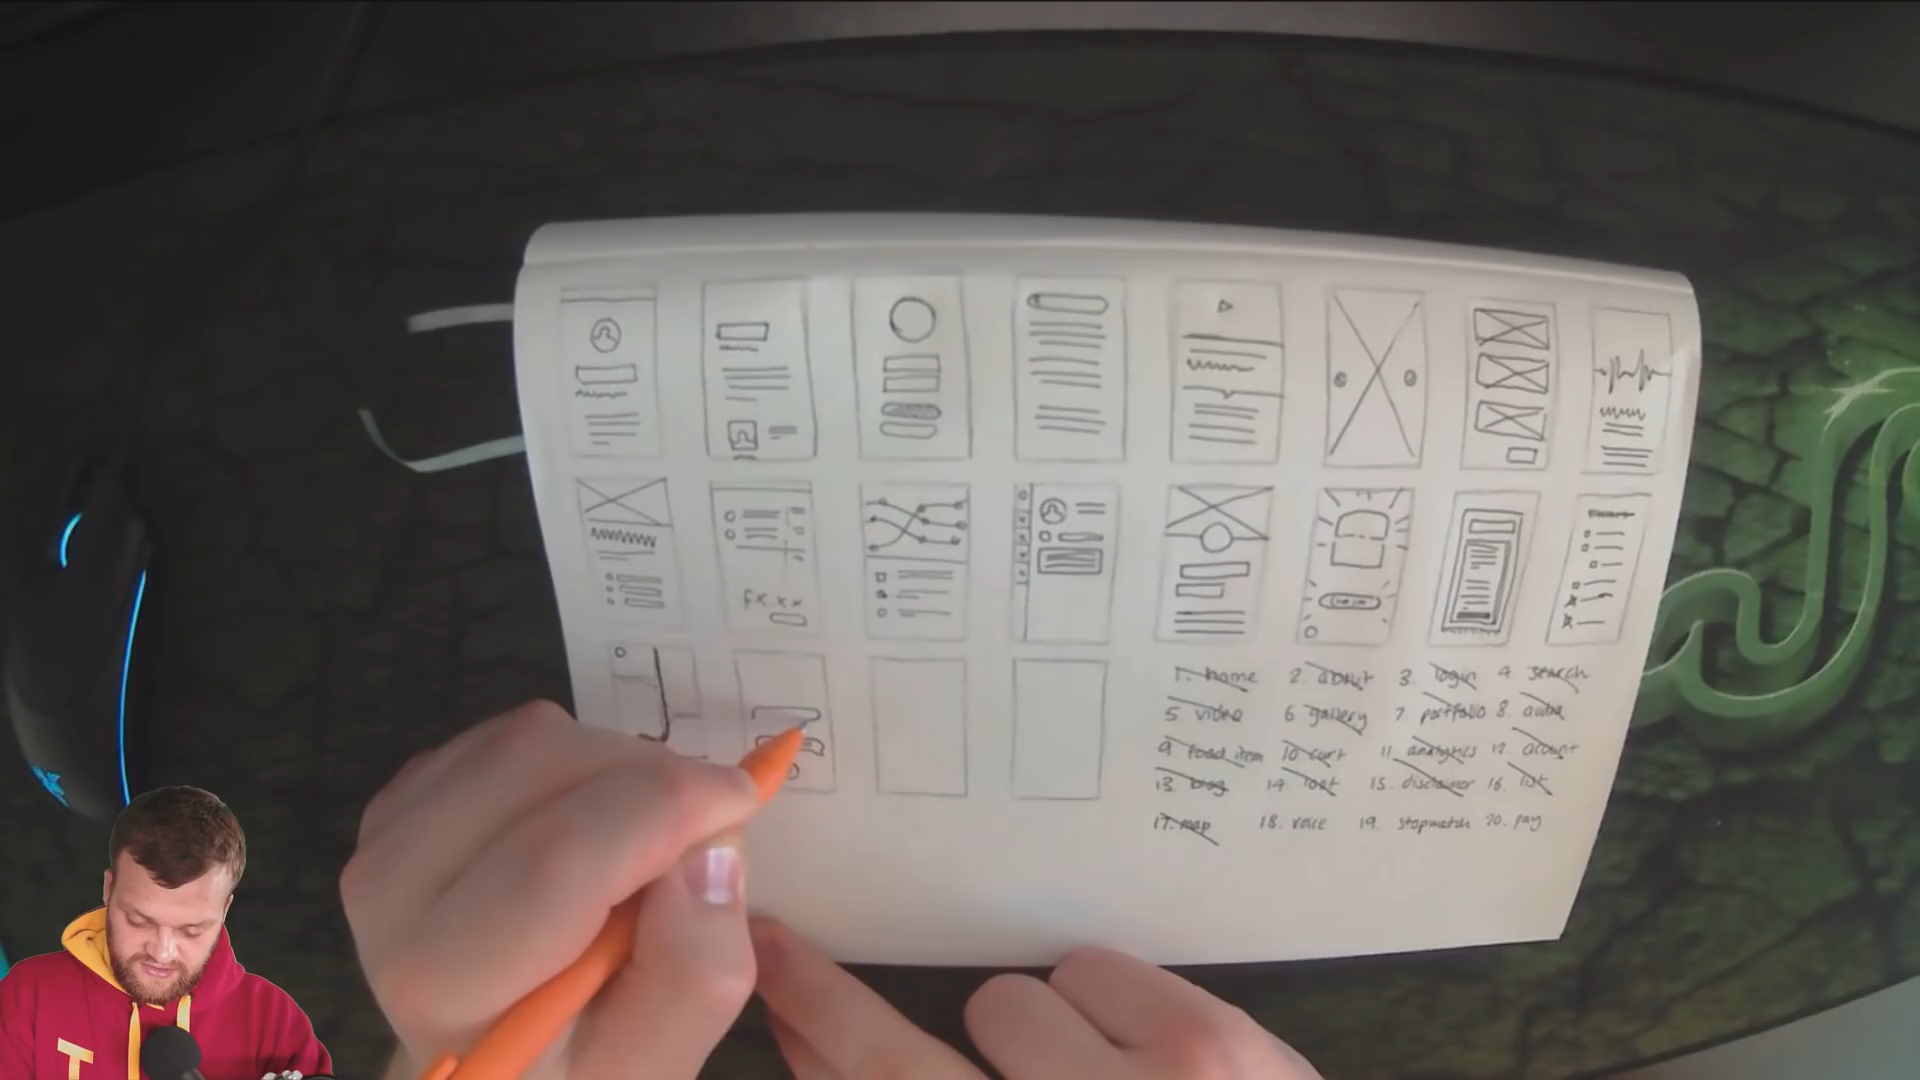 £x.xx
1. home 2. about 3. login 4. search
5. video 6 gallery 7 portfolio 8. audio
9. food item 10 cart 11. analytics 12. account
13. blog 14. lost 15. disclaimer 16. list
17. map 18. voice 19. stopwatch 20. pay